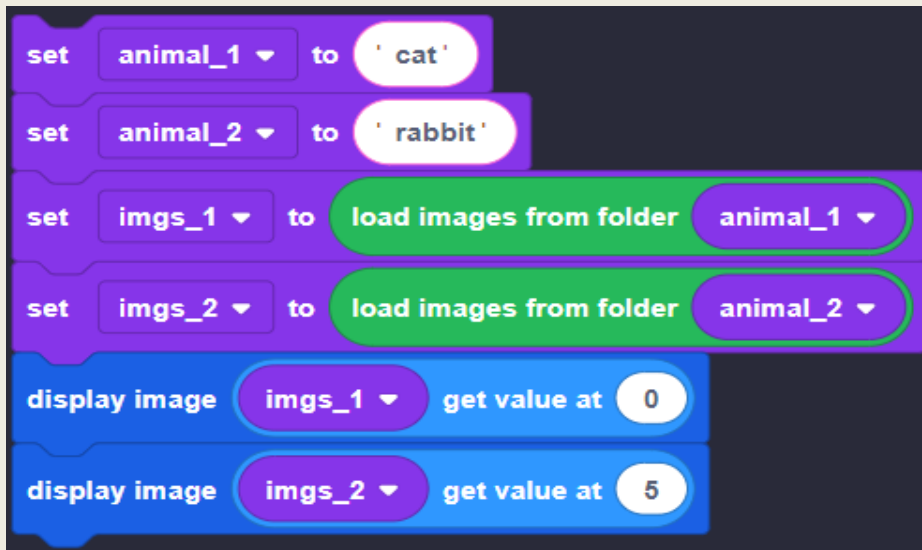 set animal_1 to ' cat '
set animal_2 to ' rabbit '
set imgs_1 to load images from folder animal_1
set imgs_2 to load images from folder animal_2
display image imgs_1 get value at 0
display image imgs_2 get value at 5